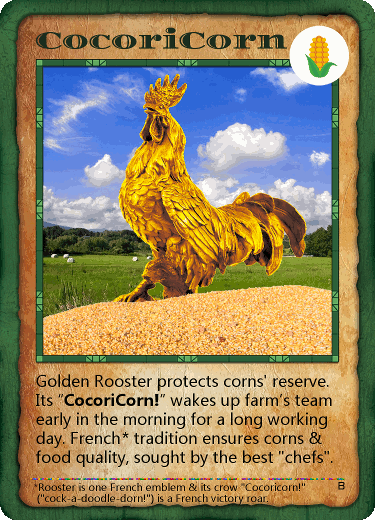 CocoriCorn
Golden Rooster protects corns' reserve.
Its "CocoriCorn!" wakes up farm's team
early in the morning for a long working
day. French* tradition ensures corns &
food quality, sought by the best "chefs".
*Rooster is one French emblem & its crow "Cocoricorn!"
("cock-a-doodle-dorn!") is a French victory roar.
B